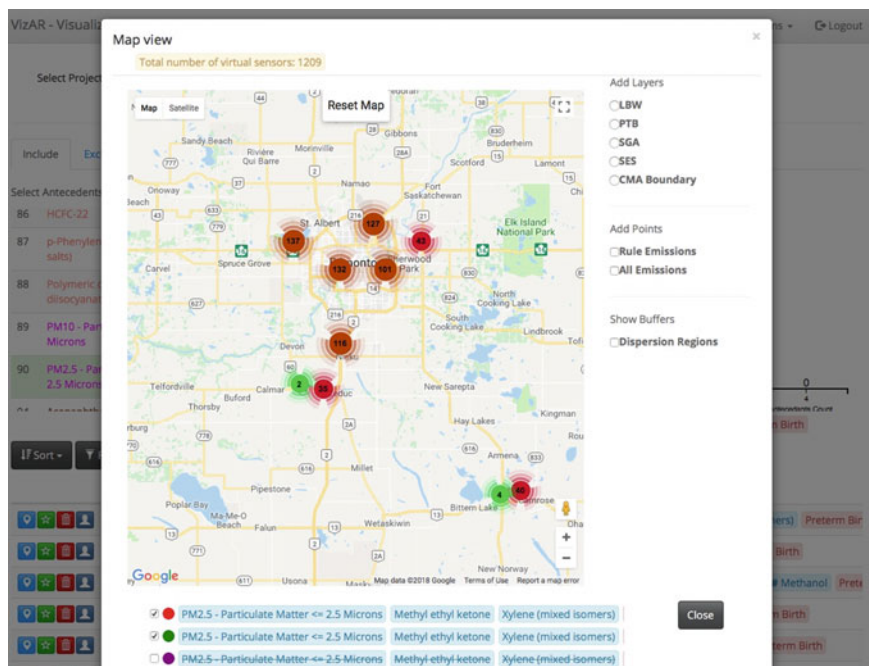 VizAR - Visualiz
Logout
Map view
×
Total number of virtual sensors: 1209
Select Project
Include
Exc
Select Antecedents
86 HCFC-22
87 p-Phenylen
salts)
88 Polymeric
diisocyanat
89 PM10 - Par
Microns
90 PM2.5 - Par
2.5 Microns
Sort
Map Satellite
Reset Map
Sandy Beach
Rivière
Qui Barre
Morinville
Gibbons
Bruderheim
Scotford
Lamont
Onoway
Namao
Fort
Saskatchewan
St. Albert
Elk Island
National Park
Carvel
Spruce Grove
Sherwood
Park
North
Cooking Lake
South
Cooking Lake
Lindbrook
Devon
Telfordville
Calmar
Buford
Thorsby
New Sarepta
Kingman
Hay Lakes
Armena
Millet
Pipestone
Bittern Lake
Poplar Bay
Ma-Me-O
Beach
Falun
Wetaskiwin
New Norway
Usona
137
127
43
132
101
116
2
4
Google
Map data ©2018 Google Terms of Use Report a map error
Add Layers
LBW
PTB
SGA
SES
CMA Boundary
Add Points
Rule Emissions
All Emissions
Show Buffers
Dispersion Regions
0
4
Antecedents Count
n Birth
Preterm Bir
Birth
# Methanol Prete
n Birth
term Birth
PM2.5 - Particulate Matter <= 2.5 Microns Methyl ethyl ketone Xylene (mixed isomers)
PM2.5 - Particulate Matter <= 2.5 Microns Methyl ethyl ketone Xylene (mixed isomers)
PM2.5 - Particulate Matter <= 2.5 Microns Methyl ethyl ketone Xylene (mixed isomers)
Close